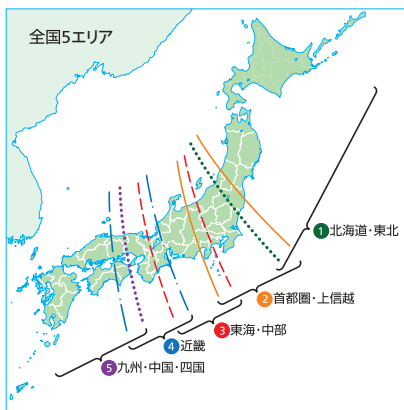 全国5エリア
1北海道・東北
2首都圏・上信越
3東海・中部
4近畿
5九州・中国・四国